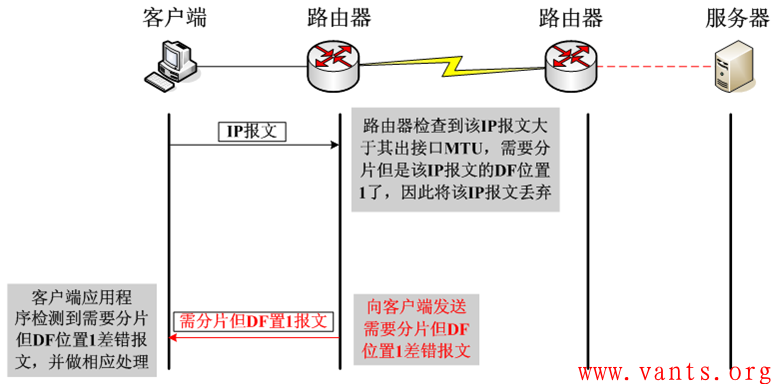 客户端
路由器
路由器
服务器
IP报文
路由器检查到该IP报文大
于其出接口MTU，需要分
片但是该IP报文的DF位置
1了，因此将该IP报文丢弃
客户端应用程
序检测到需要分片
但DF位置1差错报
文，并做相应处理
需分片但DF置1报文
向客户端发送
需要分片但DF
位置1差错报文
www.vants.org